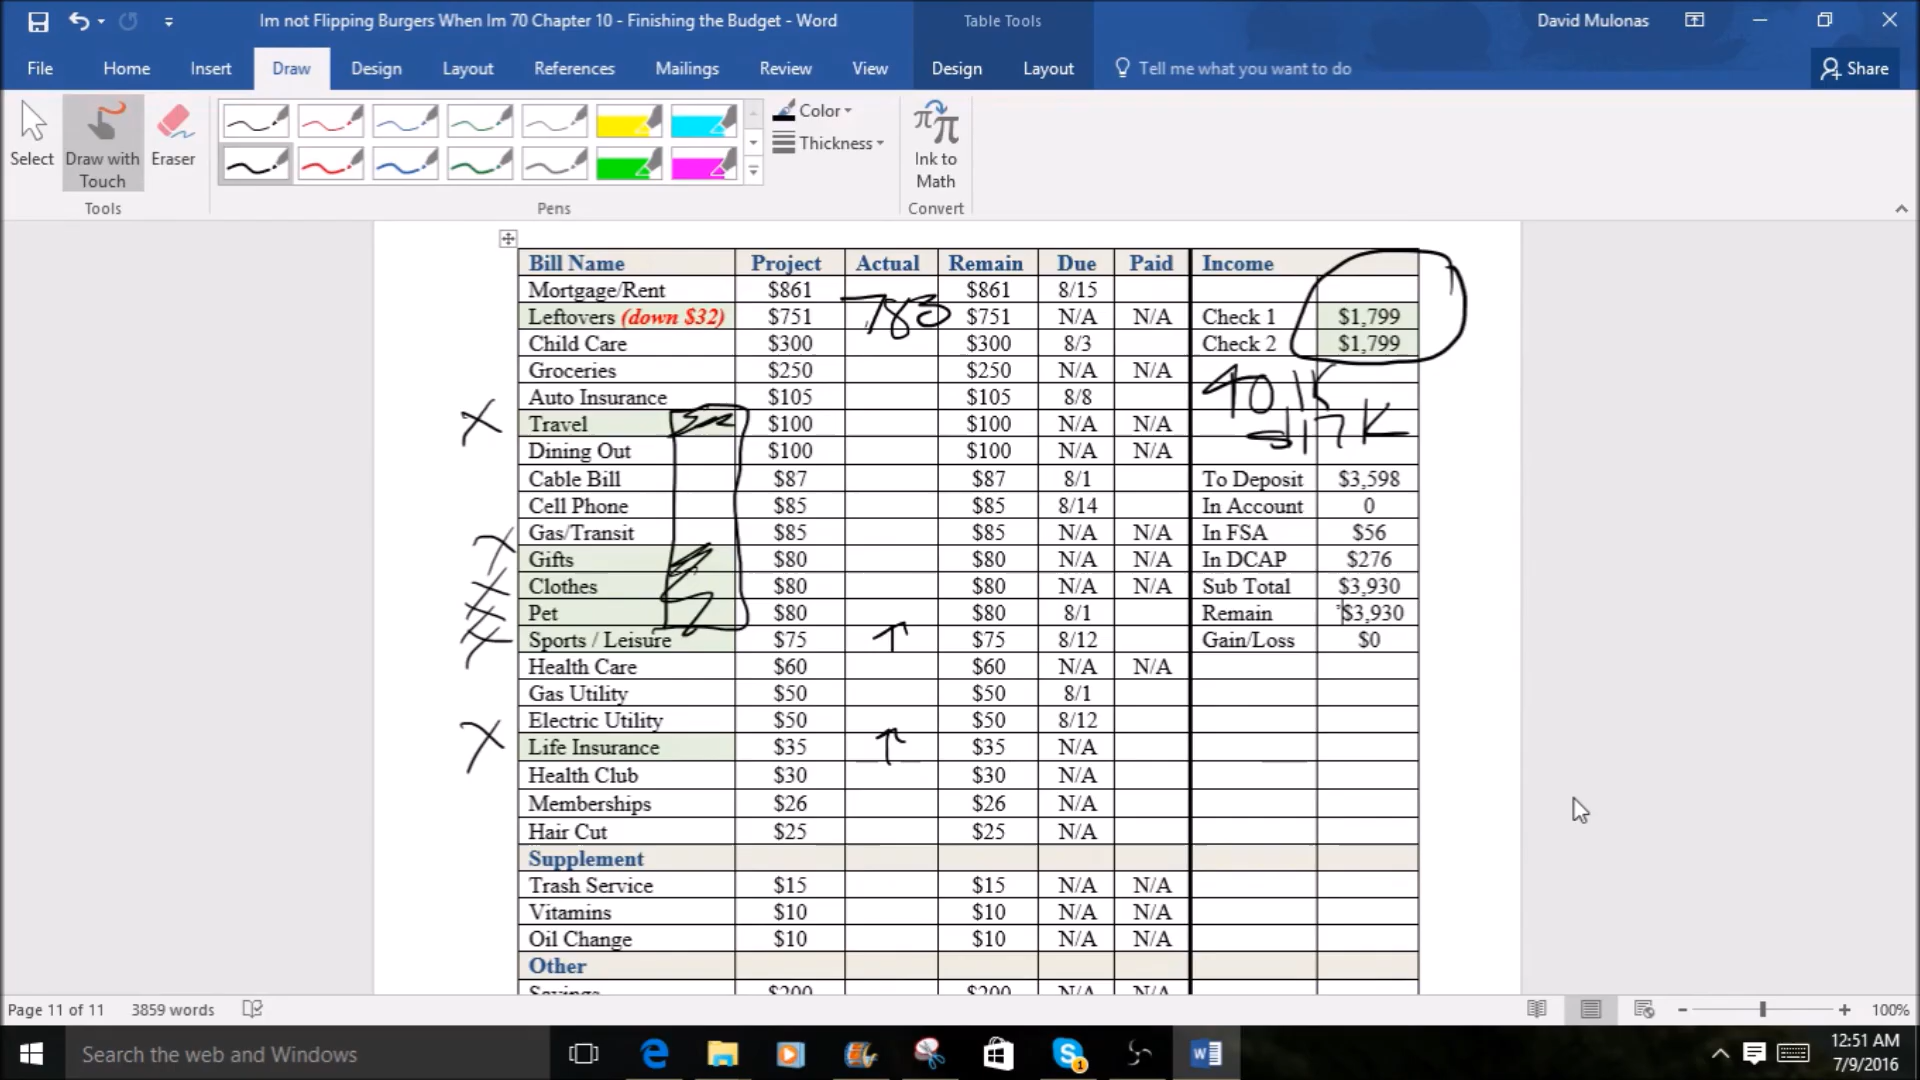 Im not Flipping Burgers When Im 70 Chapter 10 - Finishing the Budget - Word
Table Tools
David Mulonas
File Home Insert Draw Design Layout References Mailings Review View Design Layout Tell me what you want to do Share
Select
Draw with Touch
Eraser
Color
Thickness
Ink to Math
Tools
Pens
Convert
Bill Name Project Actual Remain Due Paid Income
Mortgage/Rent $861 $861 8/15
Leftovers (down $32) $751 783 $751 N/A N/A Check 1 $1,799
Child Care $300 $300 8/3 Check 2 $1,799
Groceries $250 $250 N/A N/A
Auto Insurance $105 $105 8/8 401K
Travel $100 $100 N/A N/A 17K
Dining Out $100 $100 N/A N/A
Cable Bill $87 $87 8/1 To Deposit $3,598
Cell Phone $85 $85 8/14 In Account 0
Gas/Transit $85 $85 N/A N/A In FSA $56
Gifts $80 $80 N/A N/A In DCAP $276
Clothes $80 $80 N/A N/A Sub Total $3,930
Pet $80 $80 8/1 Remain $3,930
Sports / Leisure $75 $75 8/12 Gain/Loss $0
Health Care $60 $60 N/A N/A
Gas Utility $50 $50 8/1
Electric Utility $50 $50 8/12
Life Insurance $35 $35 N/A
Health Club $30 $30 N/A
Memberships $26 $26 N/A
Hair Cut $25 $25 N/A
Supplement
Trash Service $15 $15 N/A N/A
Vitamins $10 $10 N/A N/A
Oil Change $10 $10 N/A N/A
Other
Savings $200 $200 N/A N/A
Page 11 of 11 3859 words 100%
Search the web and Windows
12:51 AM
7/9/2016